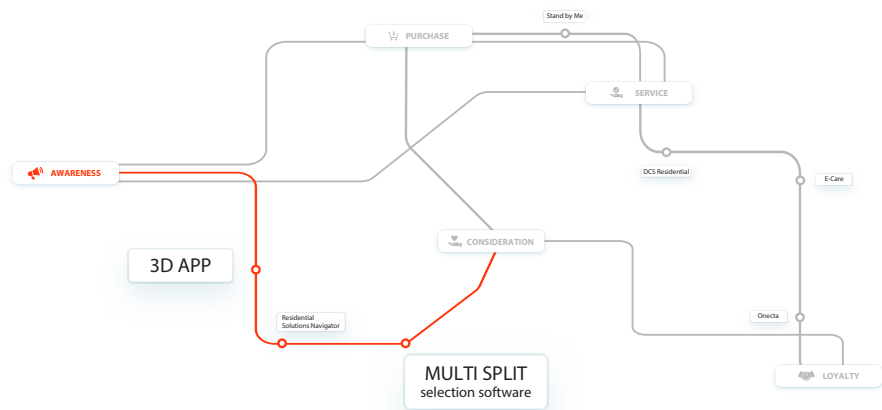 Stand by Me
PURCHASE
SERVICE
AWARENESS
DCS Residential
E-Care
CONSIDERATION
3D APP
Residential
Solutions Navigator
Onecta
MULTI SPLIT
selection software
LOYALTY